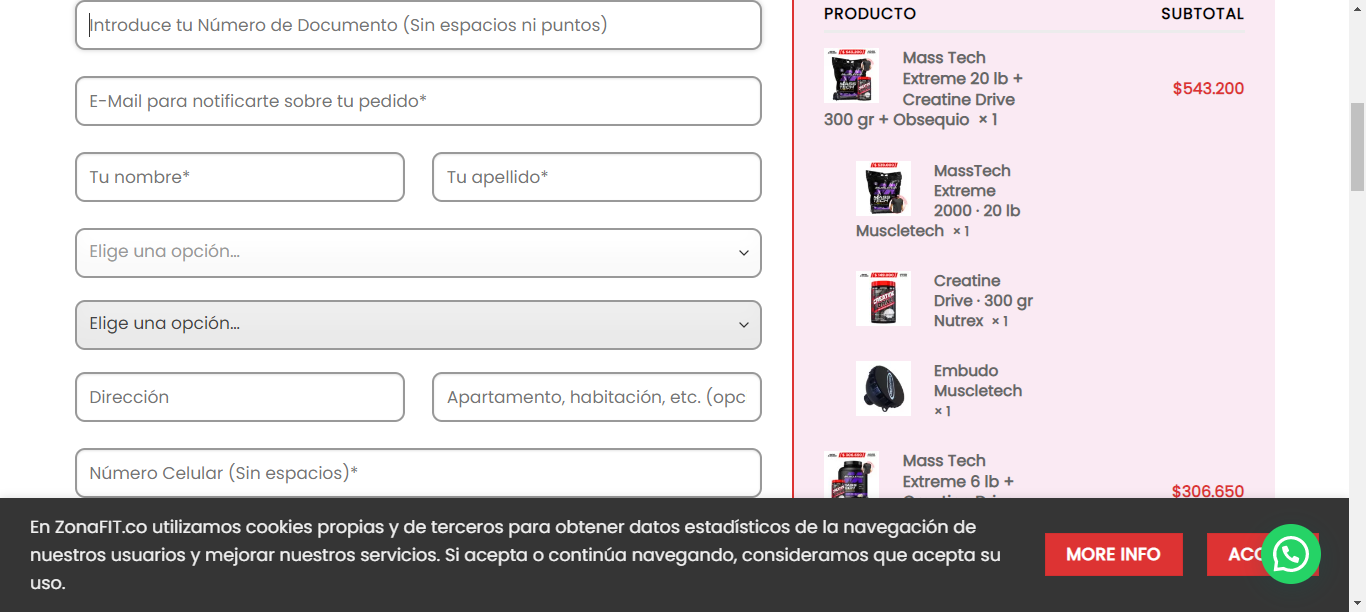 Introduce tu Número de Documento (Sin espacios ni puntos)
E-Mail para notificarte sobre tu pedido*
Tu nombre*
Tu apellido*
Elige una opción...
Elige una opción...
Dirección
Apartamento, habitación, etc. (opc
Número Celular (Sin espacios)*
PRODUCTO
SUBTOTAL
Mass Tech
Extreme 20 lb +
Creatine Drive
300 gr + Obsequio × 1
$543.200
MassTech
Extreme
2000 · 20 lb
Muscletech × 1
Creatine
Drive · 300 gr
Nutrex × 1
Embudo
Muscletech
× 1
Mass Tech
Extreme 6 lb +
$306.650
En ZonaFIT.co utilizamos cookies propias y de terceros para obtener datos estadísticos de la navegación de
nuestros usuarios y mejorar nuestros servicios. Si acepta o continúa navegando, consideramos que acepta su
uso.
MORE INFO